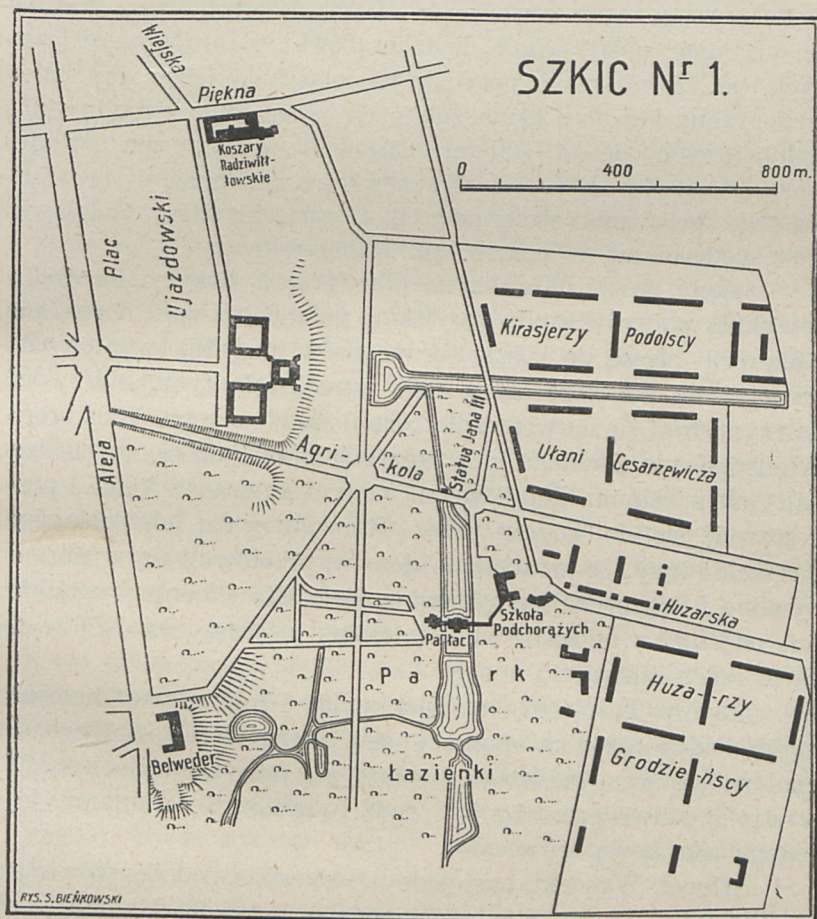 SZKIC Nr 1.
Wiejska
Piękna
Koszary
Radziwiłł-
łowskie
0 400 800 m.
Plac
Ujazdowski
Kirasjerzy Podolscy
Statua Jana III
Ułani Cesarzewicza
Aleja
Agri-
kola
Huzarska
Szkoła
Podchorążych
Pałac
Park
Huza-rzy
Grodzie-ńscy
Belweder
Łazienki
RYS. S. BIEŃKOWSKI